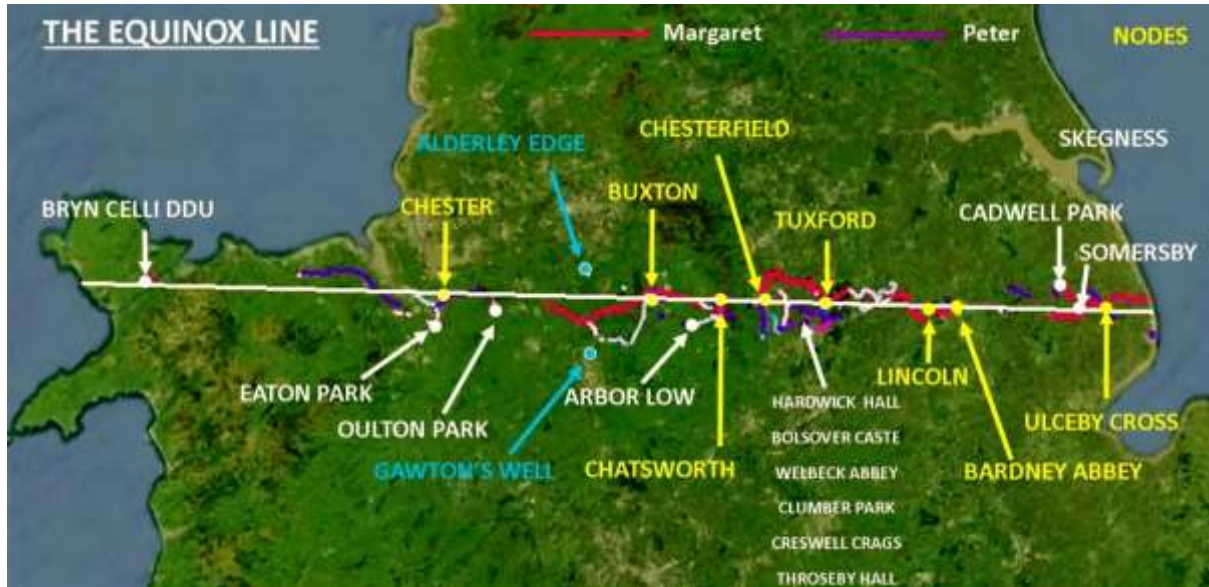 THE EQUINOX LINE
Margaret
Peter
NODES
CHESTERFIELD
SKEGNESS
ALDERLEY EDGE
BUXTON
BRYN CELLI DDU
CHESTER
TUXFORD
CADWELL PARK
SOMERSBY
EATON PARK
ARBOR LOW
LINCOLN
OULTON PARK
HARDWICK HALL
ULCEBY CROSS
GAWTOM'S WELL
CHATSWORTH
BOLSOVER CASTE
BARDNEY ABBEY
WELBECK ABBEY
CLUMBER PARK
CRESWELL CRAGS
THROSEBY HALL